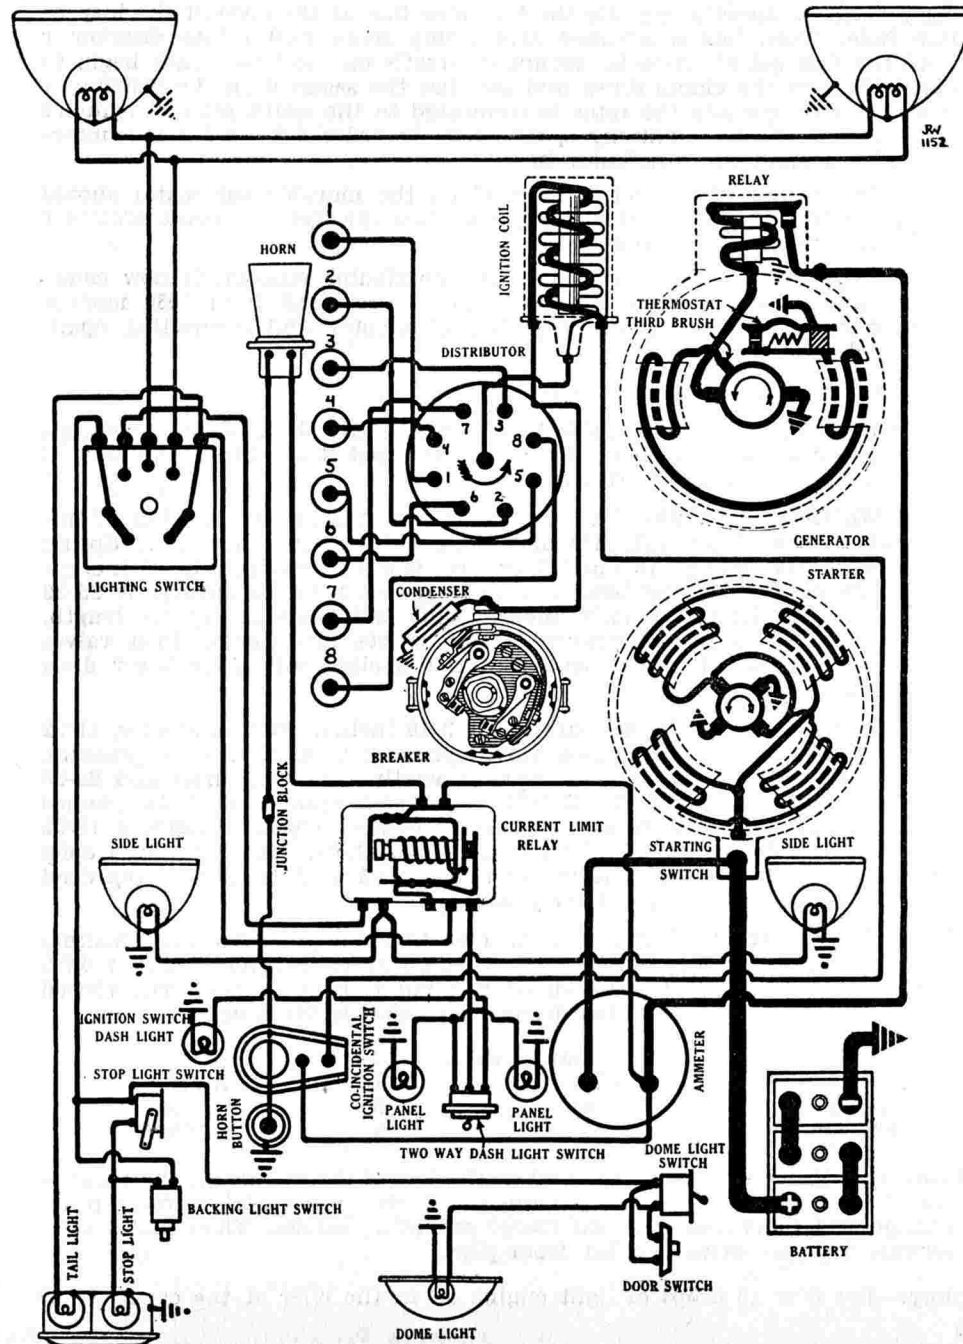 JW
1152
RELAY
1
HORN
IGNITION COIL
2
THERMOSTAT
THIRD BRUSH
3
DISTRIBUTOR
4
7
3
4
8
1
5
5
6
2
6
GENERATOR
LIGHTING SWITCH
STARTER
CONDENSER
7
8
BREAKER
JUNCTION BLOCK
CURRENT LIMIT
RELAY
SIDE LIGHT
STARTING
SWITCH
SIDE LIGHT
IGNITION SWITCH
DASH LIGHT
CO-INCIDENTAL
IGNITION SWITCH
AMMETER
STOP LIGHT SWITCH
HORN
BUTTON
PANEL
LIGHT
PANEL
LIGHT
TWO WAY DASH LIGHT SWITCH
DOME LIGHT
SWITCH
BACKING LIGHT SWITCH
TAIL LIGHT
STOP LIGHT
BATTERY
DOOR SWITCH
DOME LIGHT